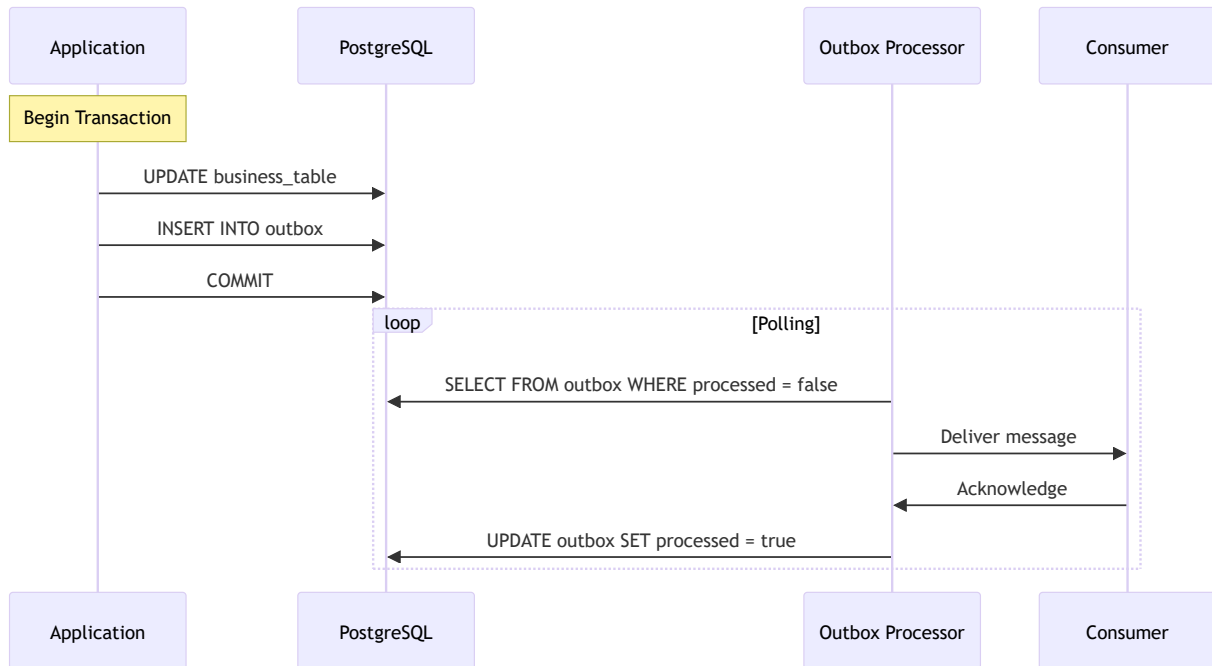 Application
PostgreSQL
Outbox Processor
Consumer
Begin Transaction
UPDATE business_table
INSERT INTO outbox
COMMIT
loop
[Polling]
SELECT FROM outbox WHERE processed = false
Deliver message
Acknowledge
UPDATE outbox SET processed = true
Application
PostgreSQL
Outbox Processor
Consumer